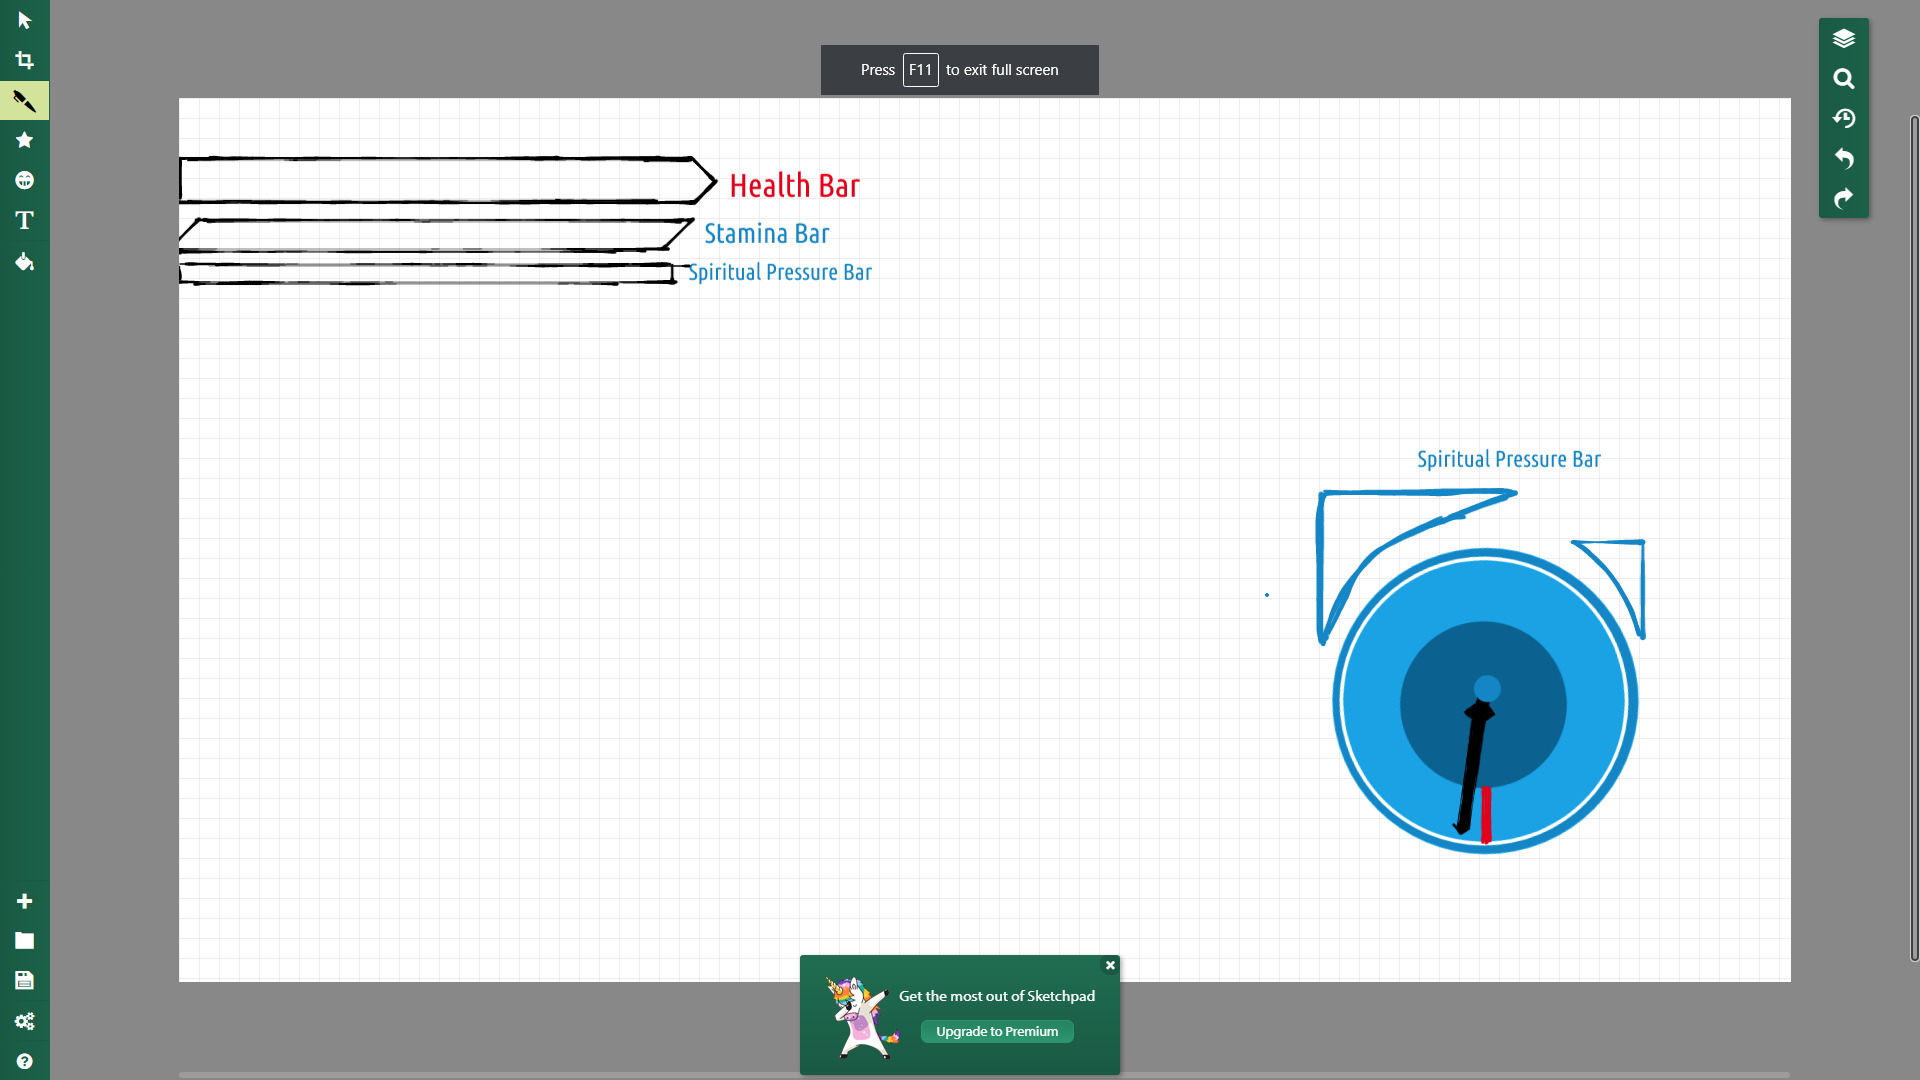 Press F11 to exit full screen
Health Bar
Stamina Bar
Spiritual Pressure Bar
Spiritual Pressure Bar
Get the most out of Sketchpad
Upgrade to Premium